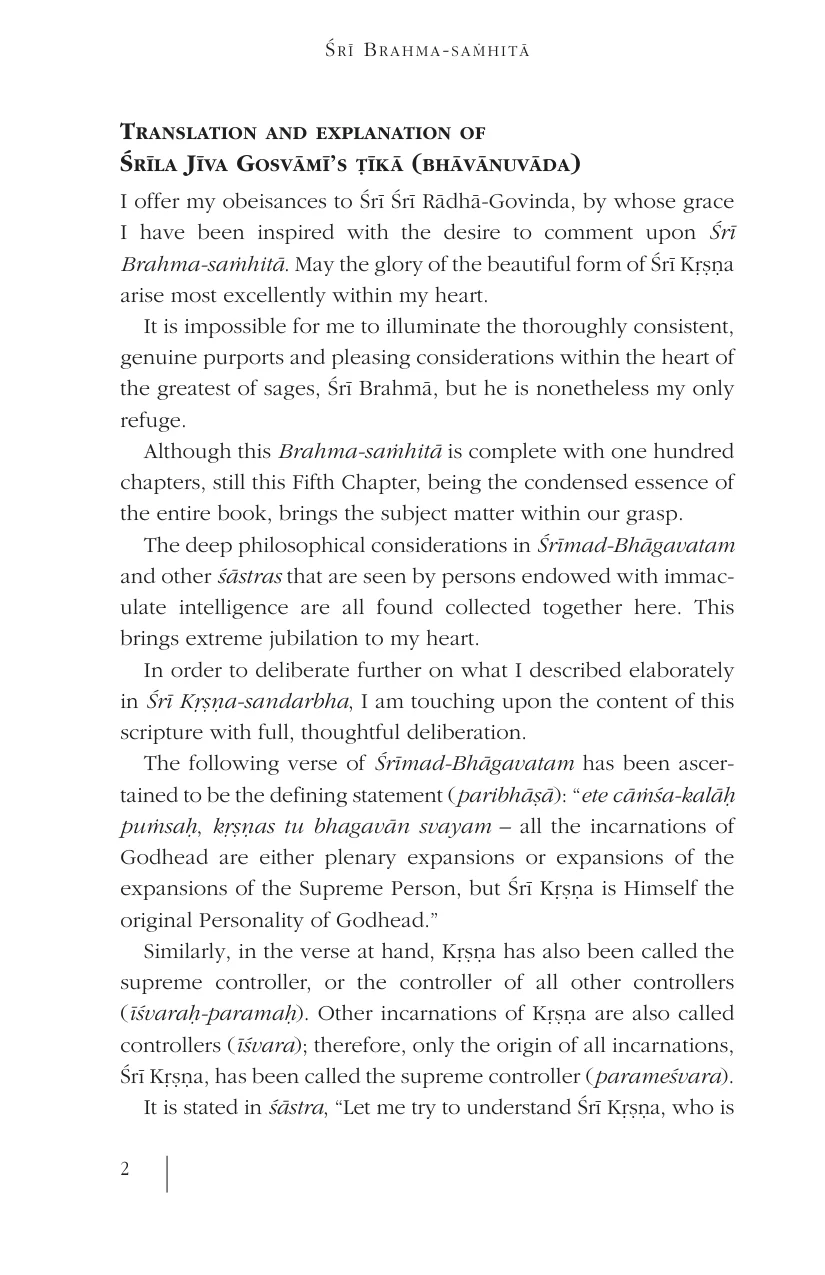 Śrī Brahma-saṁhitā
Translation and explanation of
Śrīla Jīva Gosvāmī’s ṭīkā (bhāvānuvāda)
I offer my obeisances to Śrī Śrī Rādhā-Govinda, by whose grace
I have been inspired with the desire to comment upon Śrī
Brahma-saṁhitā. May the glory of the beautiful form of Śrī Kṛṣṇa
arise most excellently within my heart.
It is impossible for me to illuminate the thoroughly consistent,
genuine purports and pleasing considerations within the heart of
the greatest of sages, Śrī Brahmā, but he is nonetheless my only
refuge.
Although this Brahma-saṁhitā is complete with one hundred
chapters, still this Fifth Chapter, being the condensed essence of
the entire book, brings the subject matter within our grasp.
The deep philosophical considerations in Śrīmad-Bhāgavatam
and other śāstras that are seen by persons endowed with immac-
ulate intelligence are all found collected together here. This
brings extreme jubilation to my heart.
In order to deliberate further on what I described elaborately
in Śrī Kṛṣṇa-sandarbha, I am touching upon the content of this
scripture with full, thoughtful deliberation.
The following verse of Śrīmad-Bhāgavatam has been ascer-
tained to be the defining statement (paribhāṣā): “ete cāṁśa-kalāḥ
puṁsaḥ, kṛṣṇas tu bhagavān svayam – all the incarnations of
Godhead are either plenary expansions or expansions of the
expansions of the Supreme Person, but Śrī Kṛṣṇa is Himself the
original Personality of Godhead.”
Similarly, in the verse at hand, Kṛṣṇa has also been called the
supreme controller, or the controller of all other controllers
(īśvaraḥ-paramaḥ). Other incarnations of Kṛṣṇa are also called
controllers (īśvara); therefore, only the origin of all incarnations,
Śrī Kṛṣṇa, has been called the supreme controller (parameśvara).
It is stated in śāstra, “Let me try to understand Śrī Kṛṣṇa, who is
2